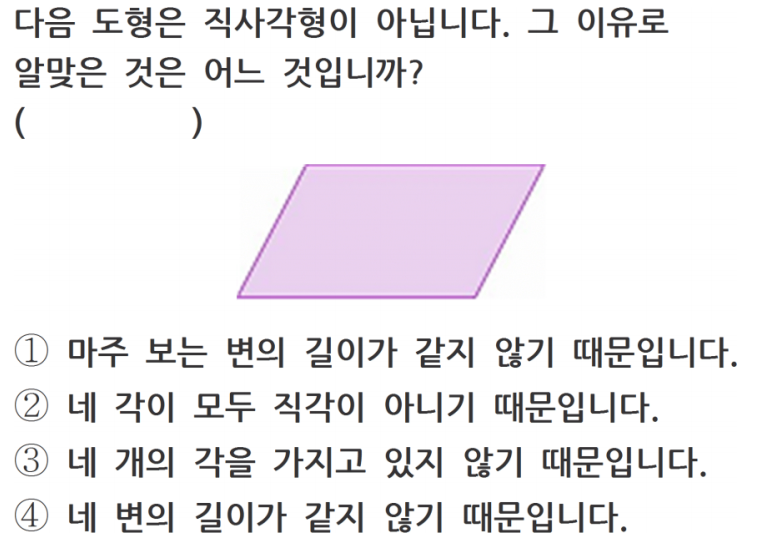 다음 도형은 직사각형이 아닙니다. 그 이유로
알맞은 것은 어느 것입니까?
(          )
① 마주 보는 변의 길이가 같지 않기 때문입니다.
② 네 각이 모두 직각이 아니기 때문입니다.
③ 네 개의 각을 가지고 있지 않기 때문입니다.
④ 네 변의 길이가 같지 않기 때문입니다.